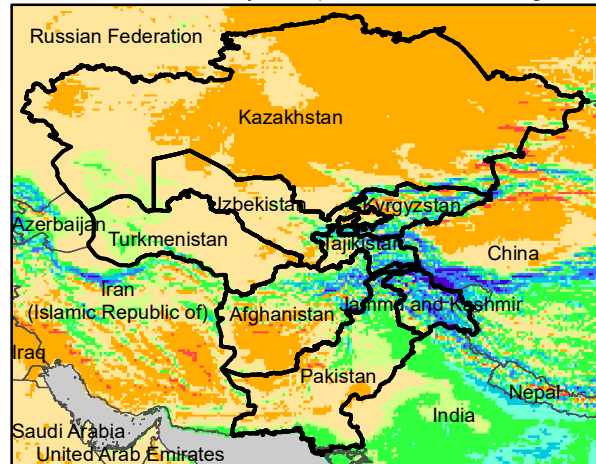 Russian Federation
Kazakhstan
Uzbekistan
Kyrgyzstan
Azerbaijan
Turkmenistan
Tajikistan
China
Iran
(Islamic Republic of)
Afghanistan
Jammu and Kashmir
Iraq
Pakistan
Nepal
India
Saudi Arabia
United Arab Emirates